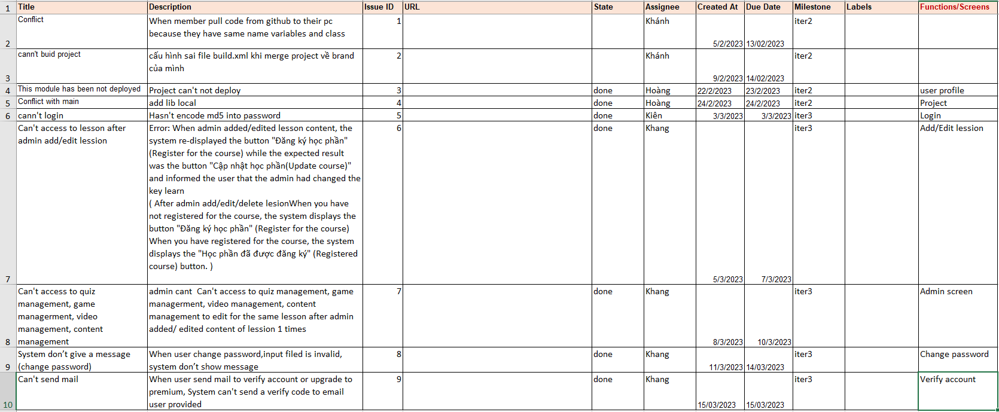 1 Title Description Issue ID URL State Assignee Created At Due Date Milestone Labels Functions/Screens
Conflict When member pull code from github to their pc 1 Khánh iter2
because they have same name variables and class
2 5/2/2023 13/02/2023
cann't buid project cấu hình sai file build.xml khi merge project về brand 2 Khánh iter2
của mình
3 9/2/2023 14/02/2023
4 This module has been not deployed Project can't not deploy 3 done Hoàng 22/2/2023 23/2/2023 iter2 user profile
5 Conflict with main add lib local 4 done Hoàng 24/2/2023 24/2/2023 iter2 Project
6 cann't login Hasn't encode md5 into password 5 done Kiên 3/3/2023 3/3/2023 iter3 Login
Can't access to lesson after Error: When admin added/edited lesson content, the 6 done Khang iter3 Add/Edit lession
admin add/edit lession system re-displayed the button "Đăng ký học phần"
(Register for the course) while the expected result
was the button "Cập nhật học phần(Update course)"
and informed the user that the admin had changed the
key learn
( After admin add/edit/delete lesionWhen you have
not registered for the course, the system displays the
button "Đăng ký học phần" (Register for the course)
When you have registered for the course, the system
displays the "Học phần đã được đăng ký" (Registered
course) button. )
7 5/3/2023 7/3/2023
Can't access to quiz admin cant  Can't access to quiz management, game 7 done Khang iter3 Admin screen
management, game managerment, video management, content
managerment, video management to edit for the same lesson after admin
management, content added/ edited content of lession 1 times
8 management 8/3/2023 10/3/2023
System don’t give a message When user change password,input filed is invalid, 8 done Khang iter3 Change password
9 (change password) system don’t show message 11/3/2023 14/03/2023
Can't send mail When user send mail to verify account or upgrade to 9 done Khang iter3 Verify account
premium, System can't send a verify code to email
10 user provided 15/03/2023 15/03/2023